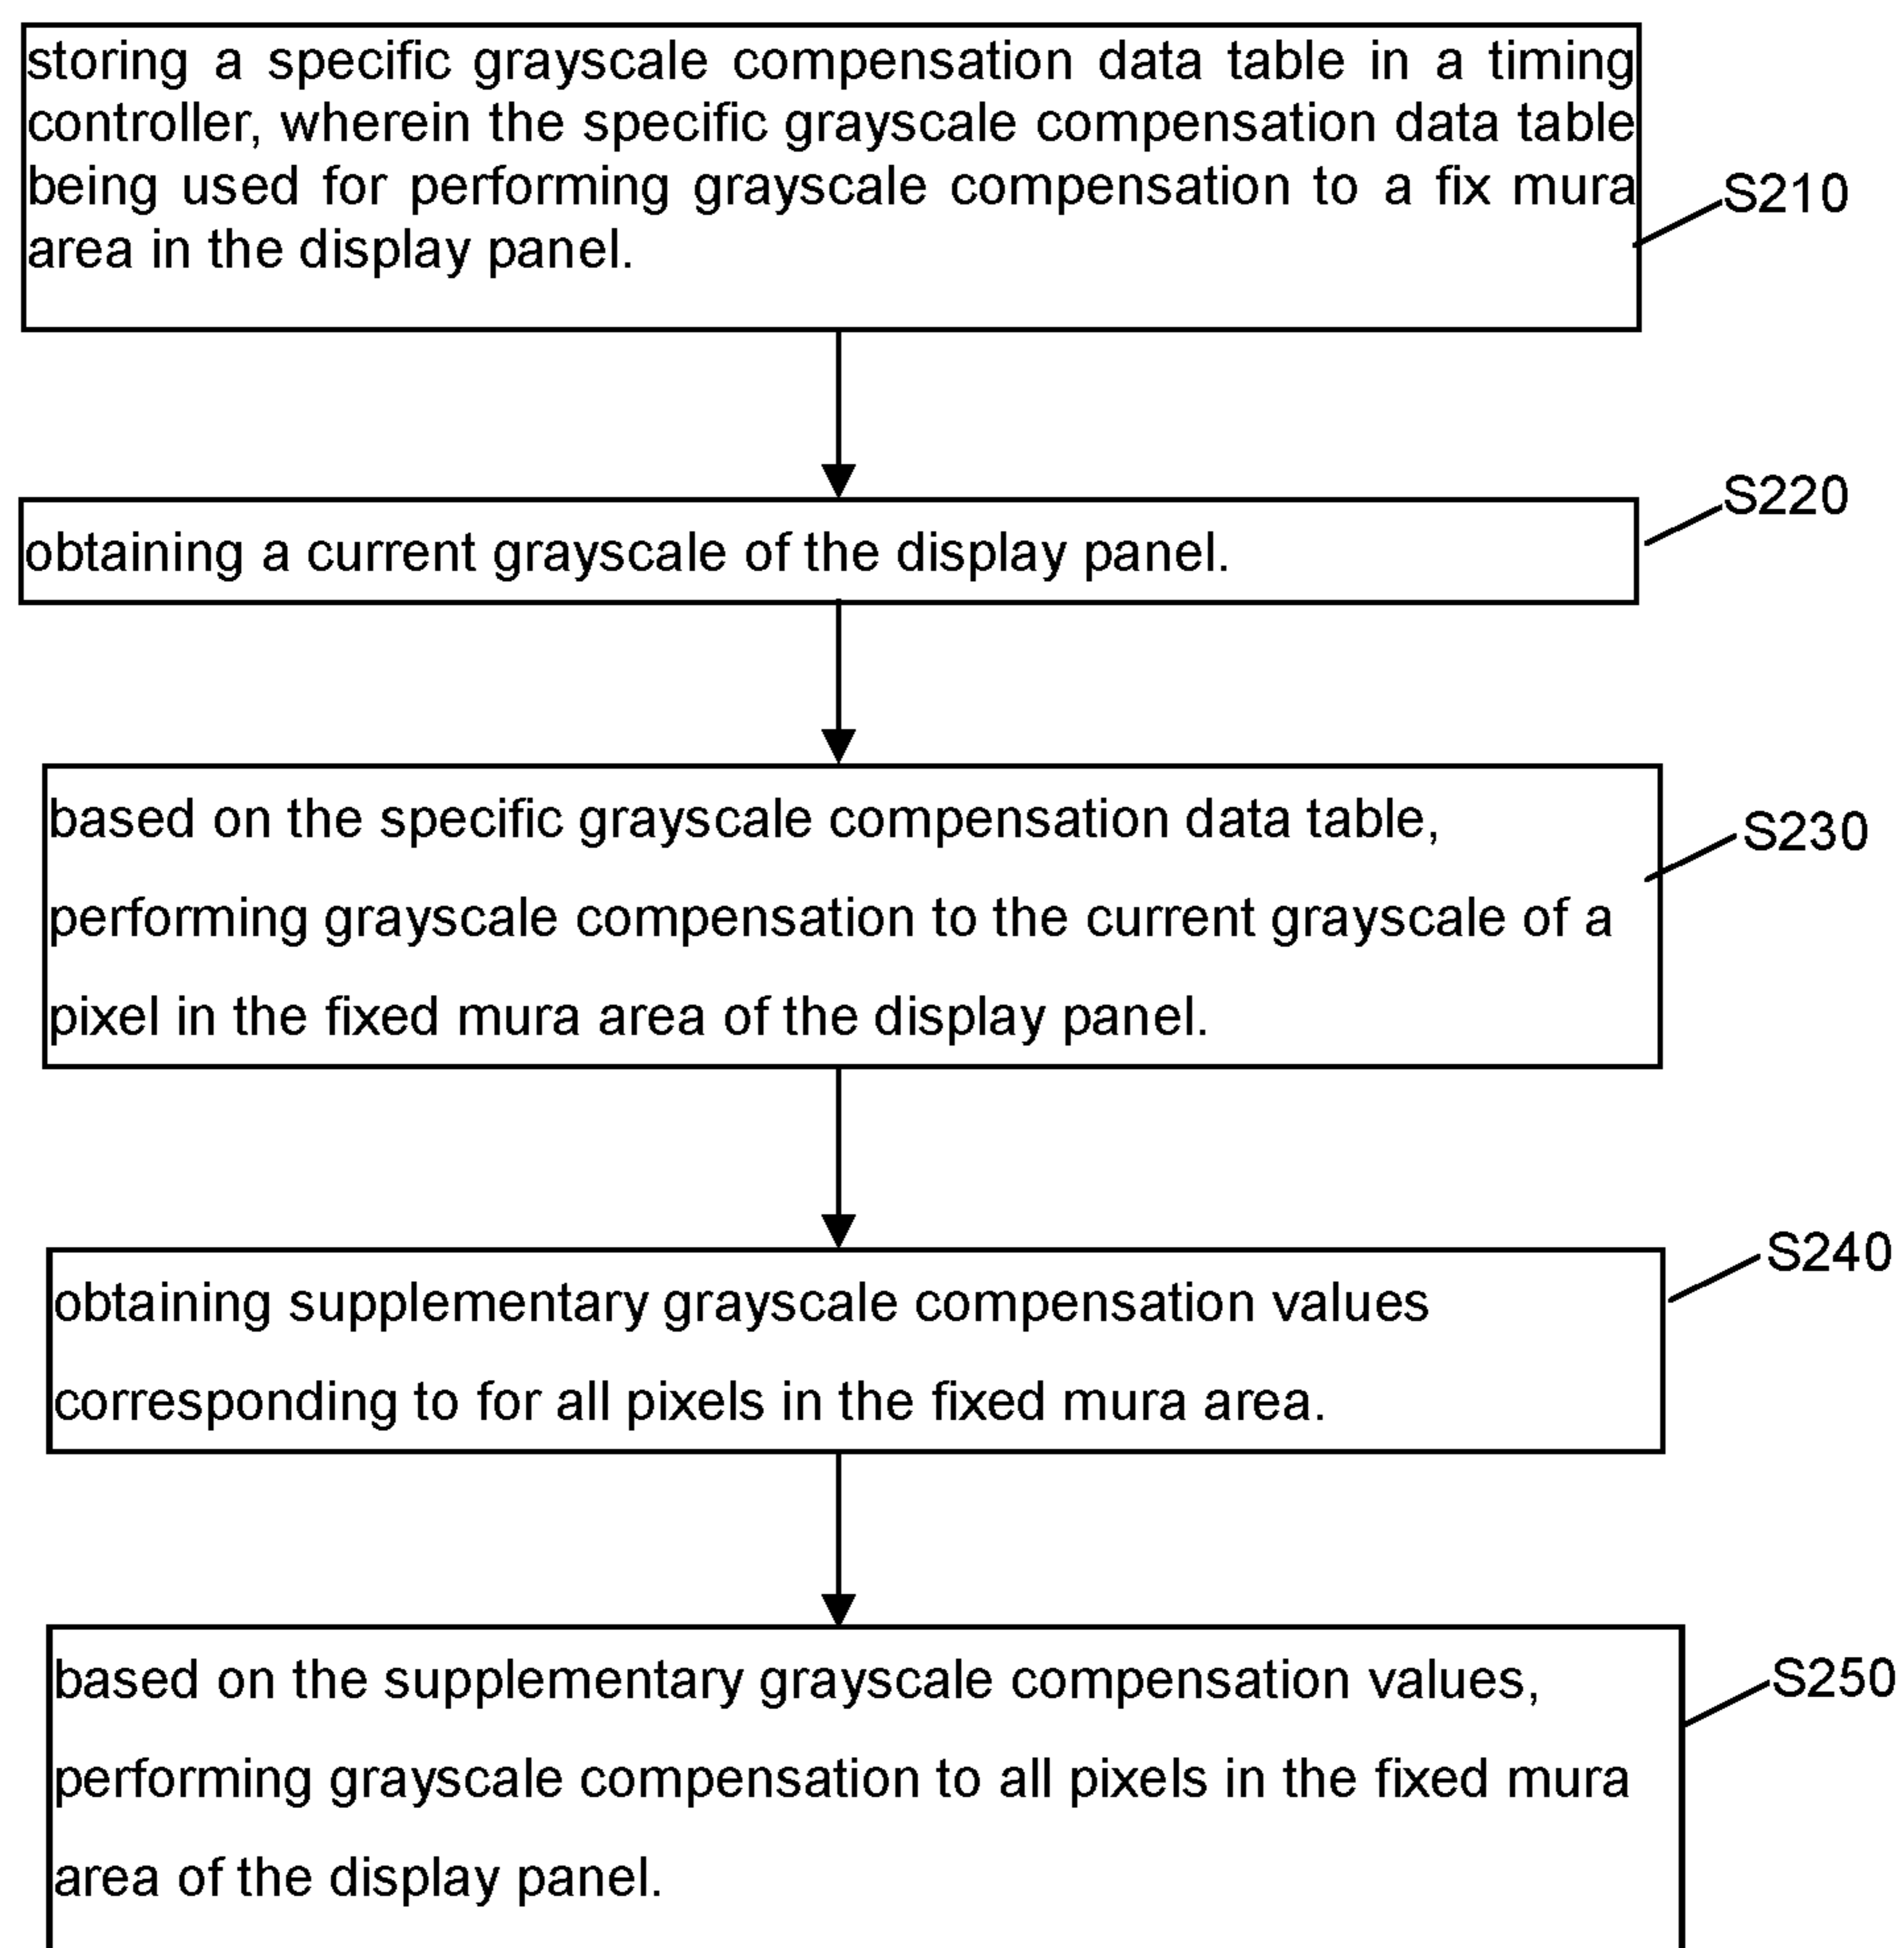 storing a specific grayscale compensation data table in a timing
controller, wherein the specific grayscale compensation data table
being used for performing grayscale compensation to a fix mura
area in the display panel.
S210
obtaining a current grayscale of the display panel.
S220
based on the specific grayscale compensation data table,
performing grayscale compensation to the current grayscale of a
pixel in the fixed mura area of the display panel.
S230
obtaining supplementary grayscale compensation values
corresponding to for all pixels in the fixed mura area.
S240
based on the supplementary grayscale compensation values,
performing grayscale compensation to all pixels in the fixed mura
area of the display panel.
S250